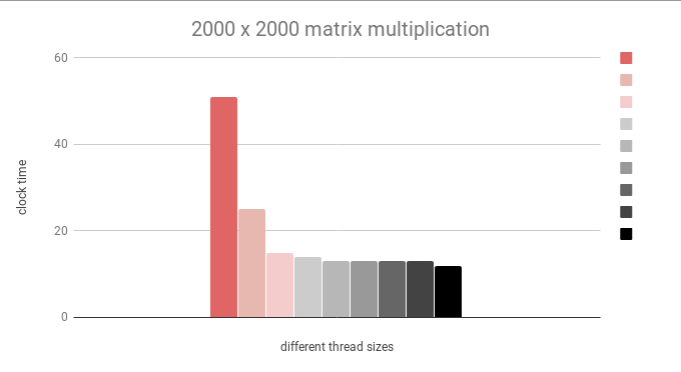 2000 x 2000 matrix multiplication
60
40
20
0
clock time
different thread sizes